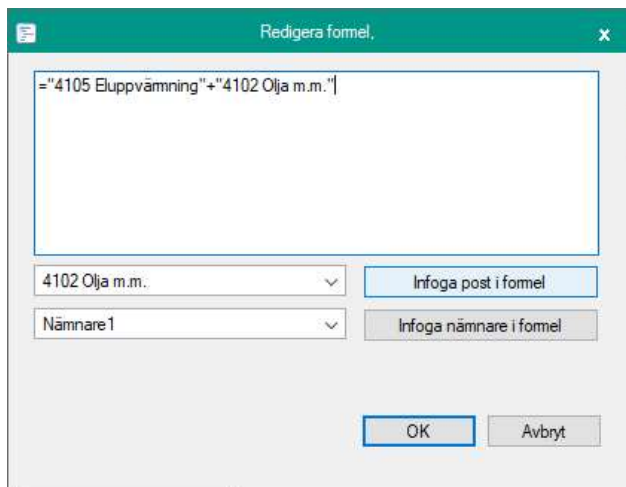 Redigera formel,
="4105 Eluppvärmning"+"4102 Olja m.m."
4102 Olja m.m.
Infoga post i formel
Nämnare1
Infoga nämnare i formel
OK
Avbryt